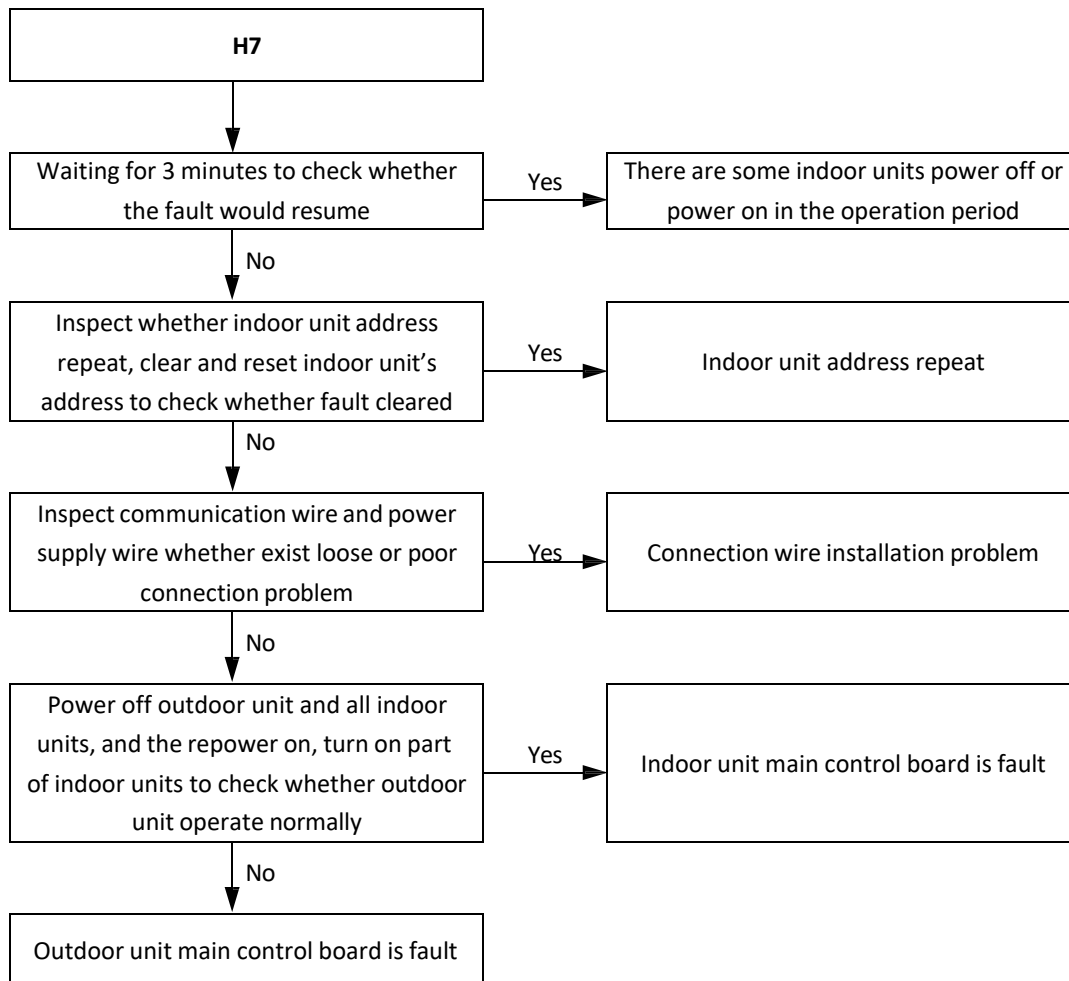 H7
Waiting for 3 minutes to check whether
the fault would resume
Yes
There are some indoor units power off or
power on in the operation period
No
Inspect whether indoor unit address
repeat, clear and reset indoor unit’s
address to check whether fault cleared
Yes
Indoor unit address repeat
No
Inspect communication wire and power
supply wire whether exist loose or poor
connection problem
Yes
Connection wire installation problem
No
Power off outdoor unit and all indoor
units, and the repower on, turn on part
of indoor units to check whether outdoor
unit operate normally
Yes
Indoor unit main control board is fault
No
Outdoor unit main control board is fault